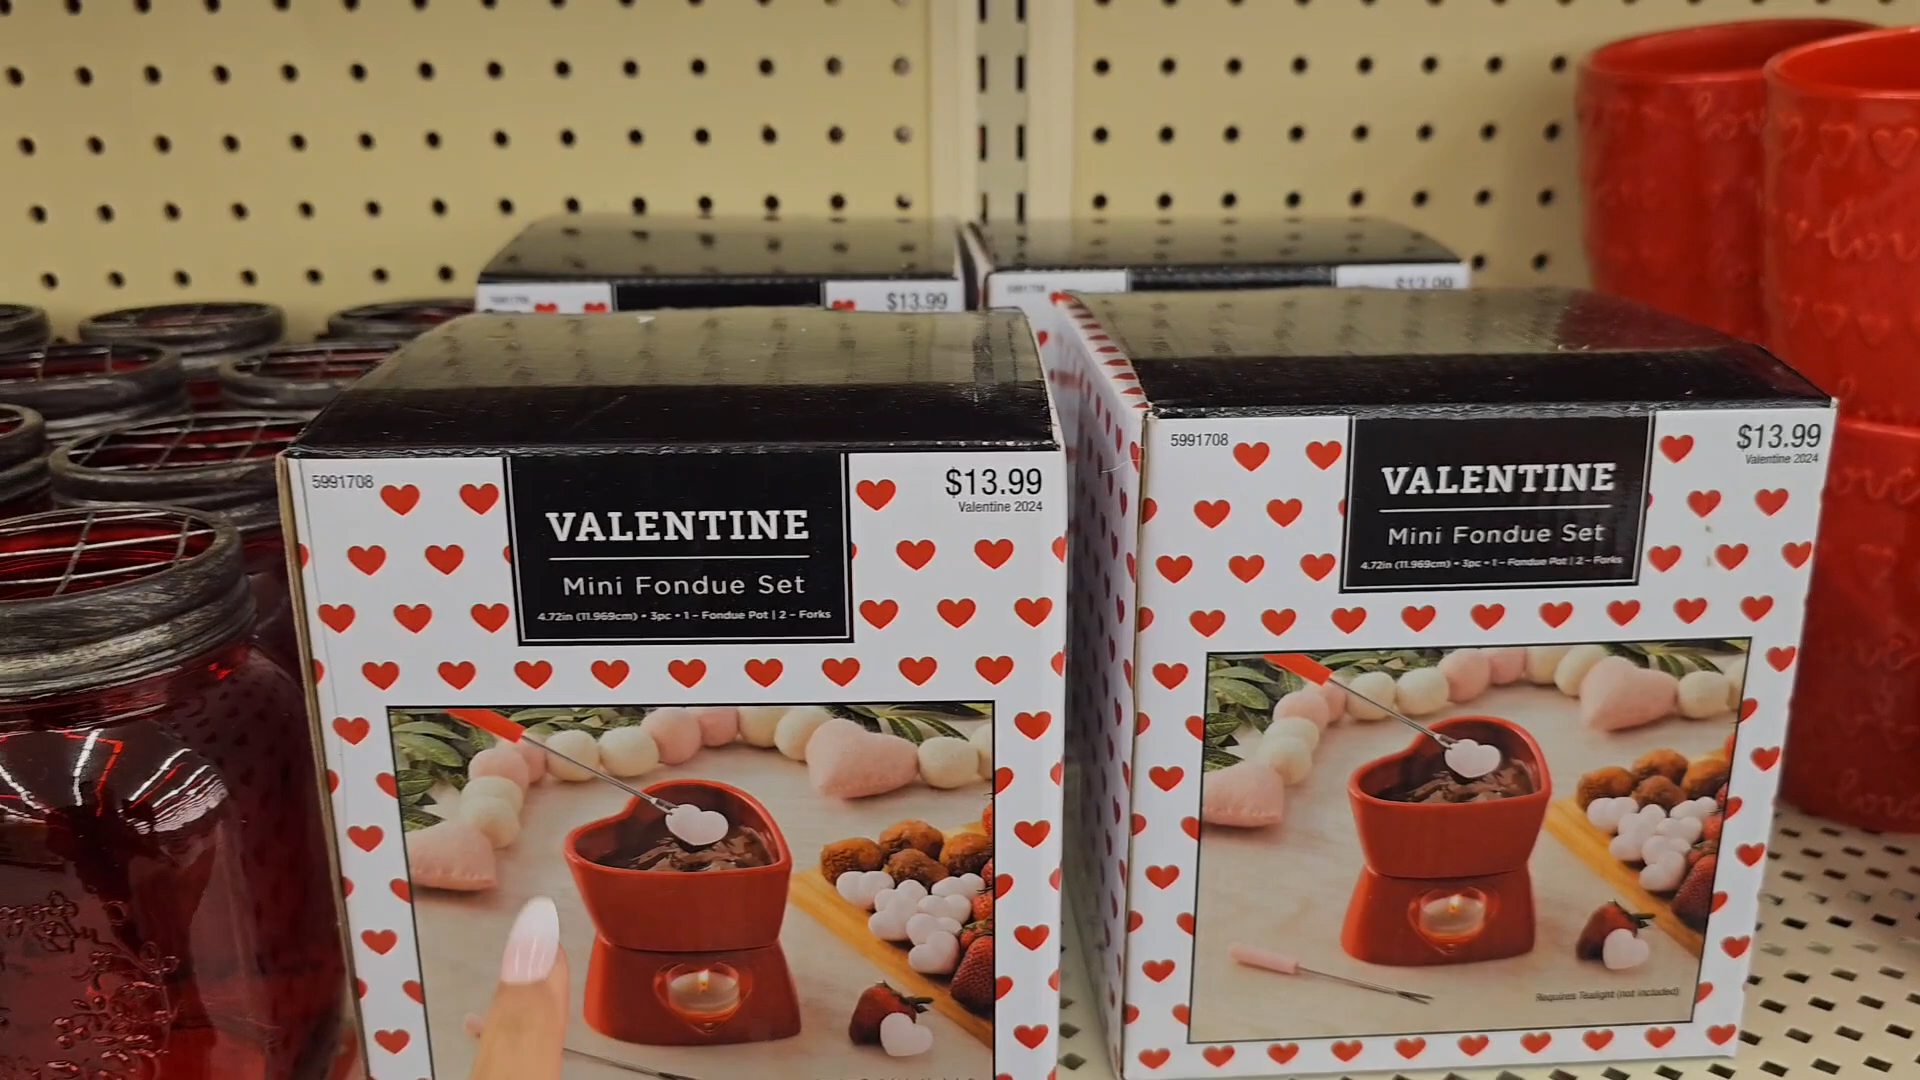 $13.99
$13.99
5991708
$13.99
Valentine 2024
VALENTINE
Mini Fondue Set
4.72in (11.969cm) • 3pc • 1 - Fondue Pot | 2 - Forks
5991708
$13.99
Valentine 2024
VALENTINE
Mini Fondue Set
4.72in (11.969cm) • 3pc • 1 - Fondue Pot | 2 - Forks
Requires Tealight (not included)